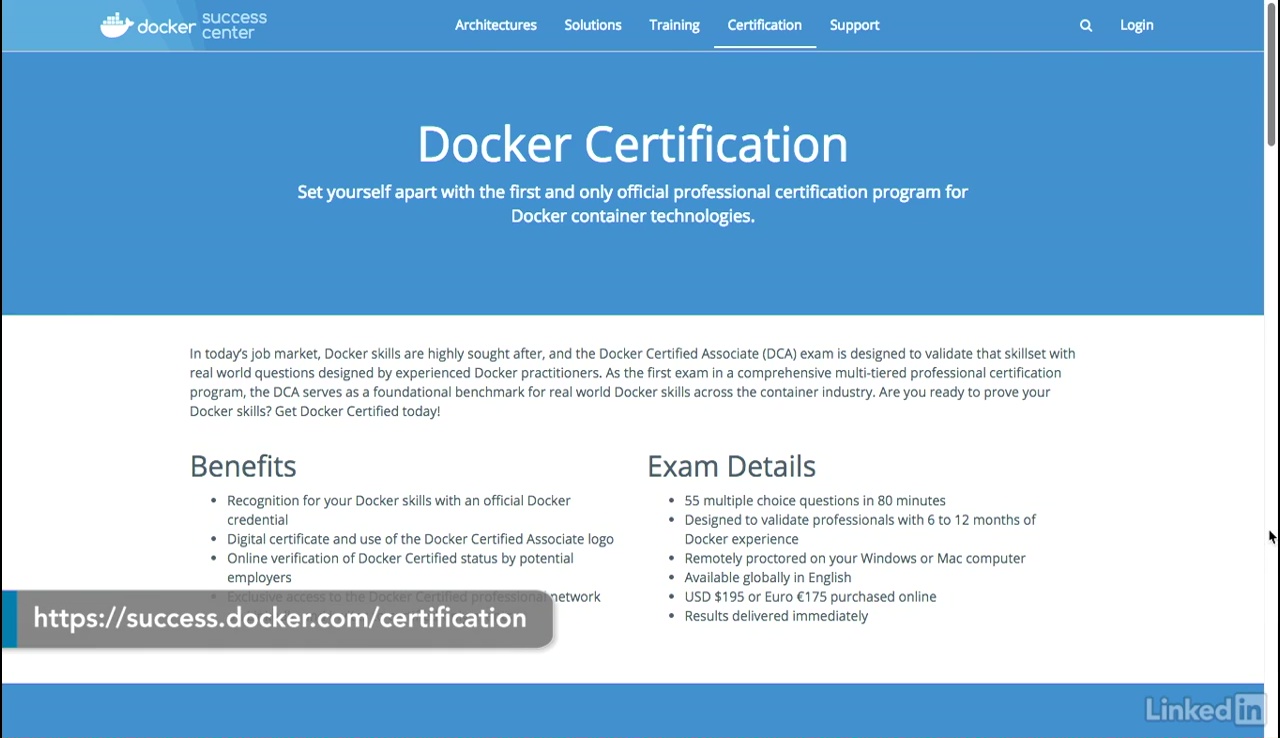 docker success center
Architectures Solutions Training Certification Support Login
Docker Certification
Set yourself apart with the first and only official professional certification program for
Docker container technologies.
In today's job market, Docker skills are highly sought after, and the Docker Certified Associate (DCA) exam is designed to validate that skillset with
real world questions designed by experienced Docker practitioners. As the first exam in a comprehensive multi-tiered professional certification
program, the DCA serves as a foundational benchmark for real world Docker skills across the container industry. Are you ready to prove your
Docker skills? Get Docker Certified today!
Benefits
• Recognition for your Docker skills with an official Docker
credential
• Digital certificate and use of the Docker Certified Associate logo
• Online verification of Docker Certified status by potential
employers
• Exclusive access to the Docker Certified professional network
https://success.docker.com/certification
Exam Details
• 55 multiple choice questions in 80 minutes
• Designed to validate professionals with 6 to 12 months of
Docker experience
• Remotely proctored on your Windows or Mac computer
• Available globally in English
• USD $195 or Euro €175 purchased online
• Results delivered immediately
Linked in